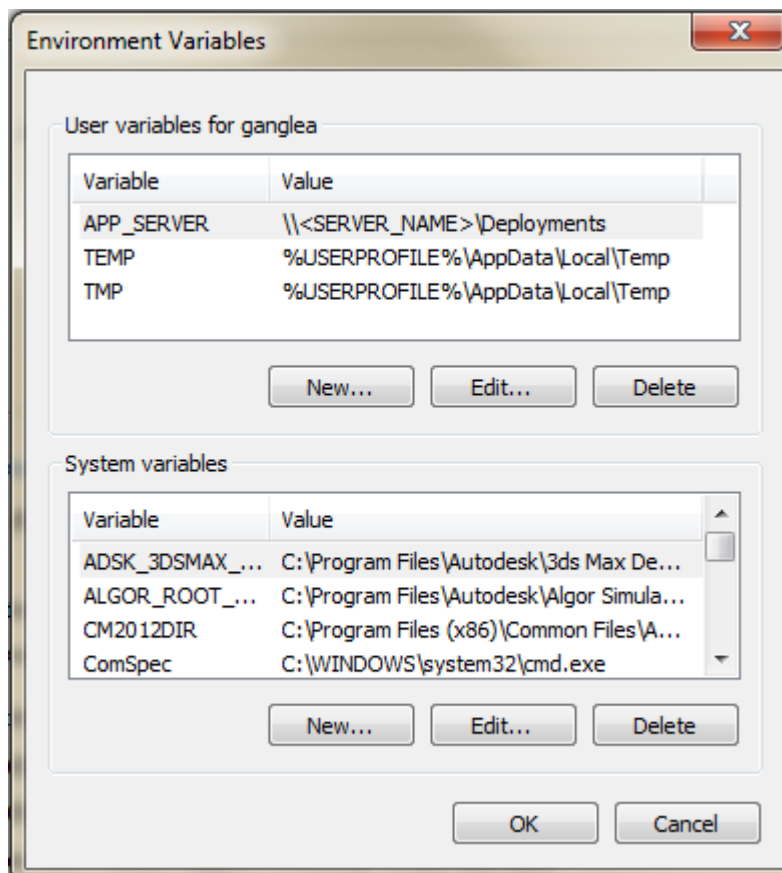 Environment Variables
User variables for ganglea
Variable Value
APP_SERVER \\<SERVER_NAME>\Deployments
TEMP %USERPROFILE%\AppData\Local\Temp
TMP %USERPROFILE%\AppData\Local\Temp
New... Edit... Delete
System variables
Variable Value
ADSK_3DSMAX_... C:\Program Files\Autodesk\3ds Max De...
ALGOR_ROOT_... C:\Program Files\Autodesk\Algor Simula...
CM2012DIR C:\Program Files (x86)\Common Files\A...
ComSpec C:\WINDOWS\system32\cmd.exe
New... Edit... Delete
OK Cancel